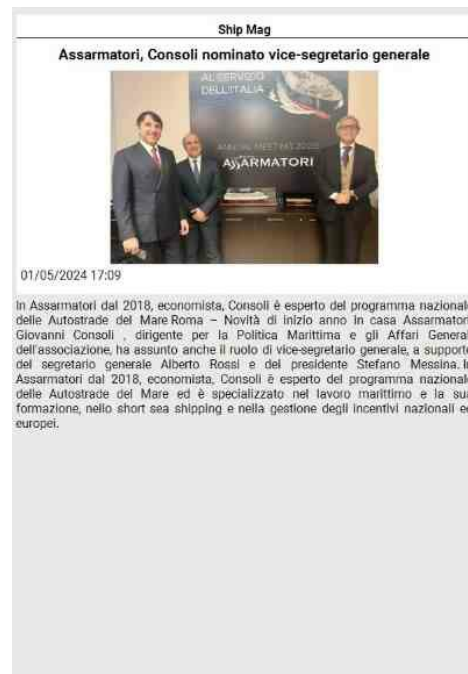 Ship Mag
Assarmatori, Consoli nominato vice-segretario generale
AL SERVIZIO
DELL'ITALIA
ANNUAL MEETING
ASSARMATORI
01/05/2024 17:09
In Assarmatori dal 2018, economista, Consoli è esperto del programma nazionale
delle Autostrade del Mare Roma – Novità di inizio anno in casa Assarmatori
Giovanni Consoli , dirigente per la Politica Marittima e gli Affari General
dell'associazione, ha assunto anche il ruolo di vice-segretario generale, a supporto
del segretario generale Alberto Rossi e del presidente Stefano Messina. In
Assarmatori dal 2018, economista, Consoli è esperto del programma nazionale
delle Autostrade del Mare ed è specializzato nel lavoro marittimo e la sua
formazione, nello short sea shipping e nella gestione degli incentivi nazionali ed
europei.